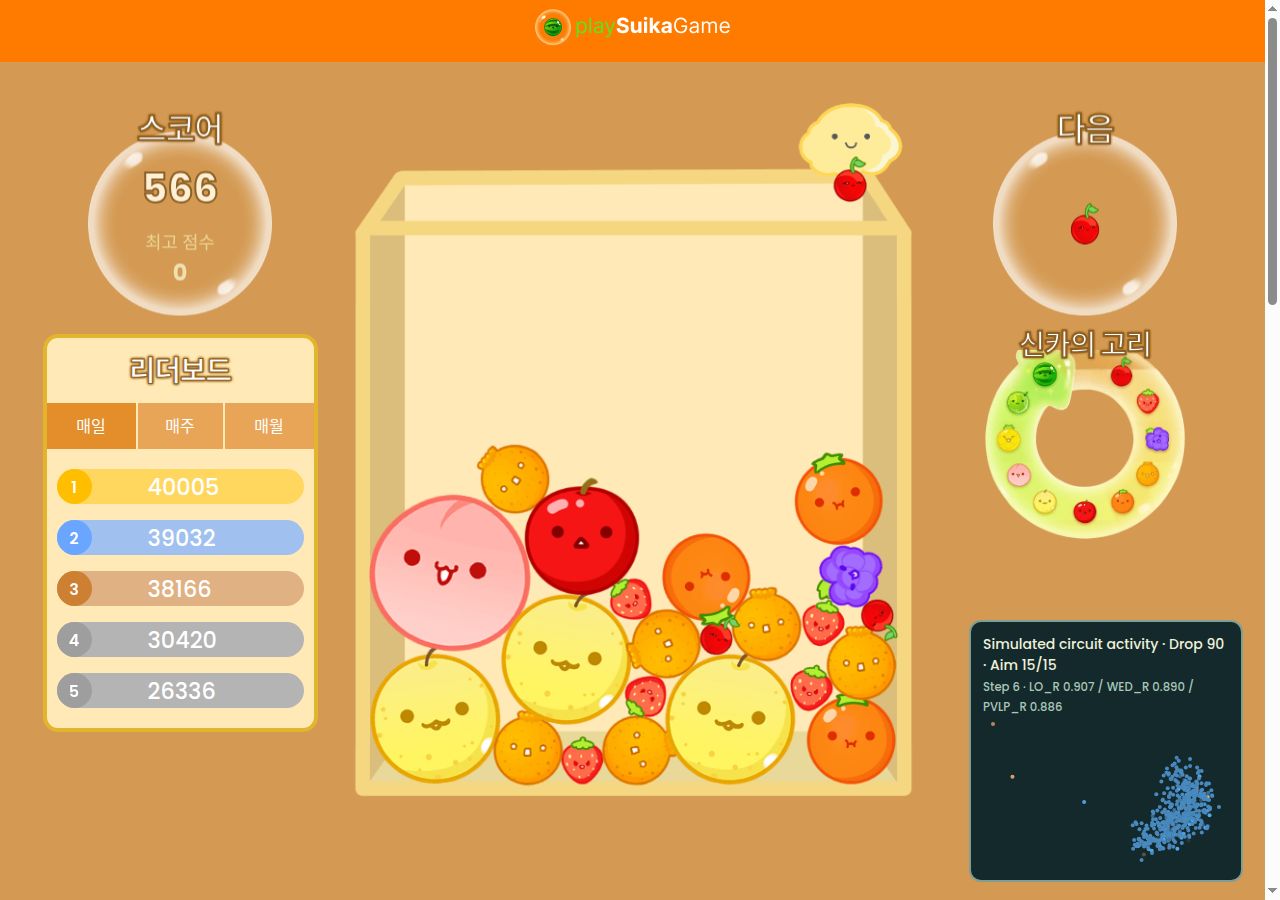 playSuikaGame
스코어
566
최고 점수
0
리더보드
매일 매주 매월
1 40005
2 39032
3 38166
4 30420
5 26336
다음
신카의 고리
Simulated circuit activity · Drop 90
· Aim 15/15
Step 6 · LO_R 0.907 / WED_R 0.890 /
PVLP_R 0.886